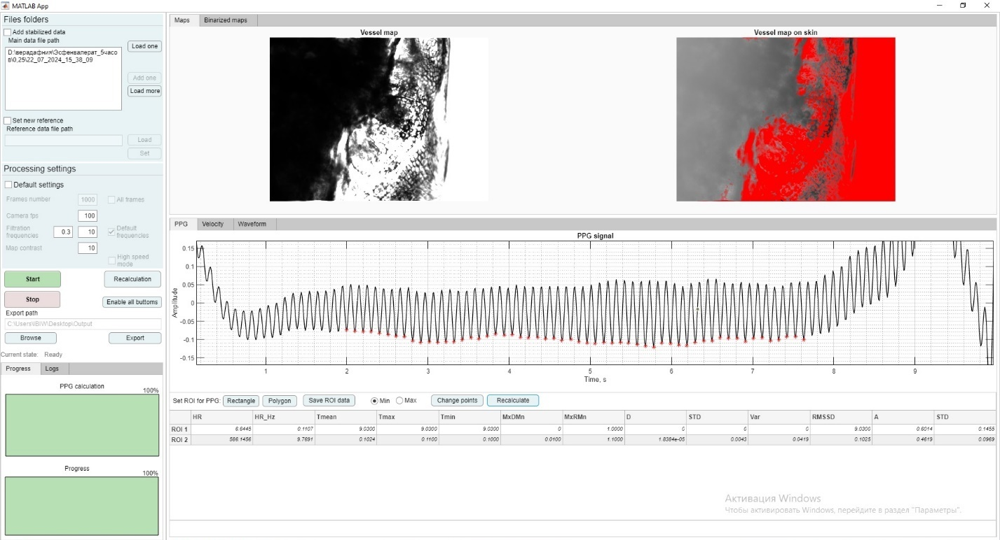 MATLAB App
Files folders
Add stabilized data
Main data file path
D:\верадафния\Эсфенвалерат_5часо
в\0,25\22_07_2024_15_38_09
Load one
Add one
Load more
Set new reference
Reference data file path
Load
Set
Processing settings
Default settings
Frames number 1000 All frames
Camera fps 100
Filtration
frequencies 0.3 10 Default
frequencies
Map contrast 10
High speed
mode
Start Recalculation
Stop Enable all buttoms
Export path
C:\Users\IBIW\Desktop\Output
Browse Export
Current state: Ready
Progress Logs
PPG calculation
100%
Progress
100%
Maps Binarized maps
Vessel map Vessel map on skin
PPG Velocity Waveform
PPG signal
Amplitude
0.15
0.1
0.05
0
-0.05
-0.1
-0.15
1 2 3 4 5 6 7 8 9
Time, s
Set ROI for PPG: Rectangle Polygon Save ROI data Min Max Change points Recalculate
HR HR_Hz Tmean Tmax Tmin MxDMn MxRMn D STD Var RMSSD A STD
ROI 1 6.6445 0.1107 9.0300 9.0300 9.0300 0 1.0000 0 0 0 9.0300 0.6014 0.1455
ROI 2 586.1456 9.7691 0.1024 0.1100 0.1000 0.0100 1.1000 1.8384e-05 0.0043 0.0419 0.1025 0.4619 0.0969
Активация Windows
Чтобы активировать Windows, перейдите в раздел "Параметры".